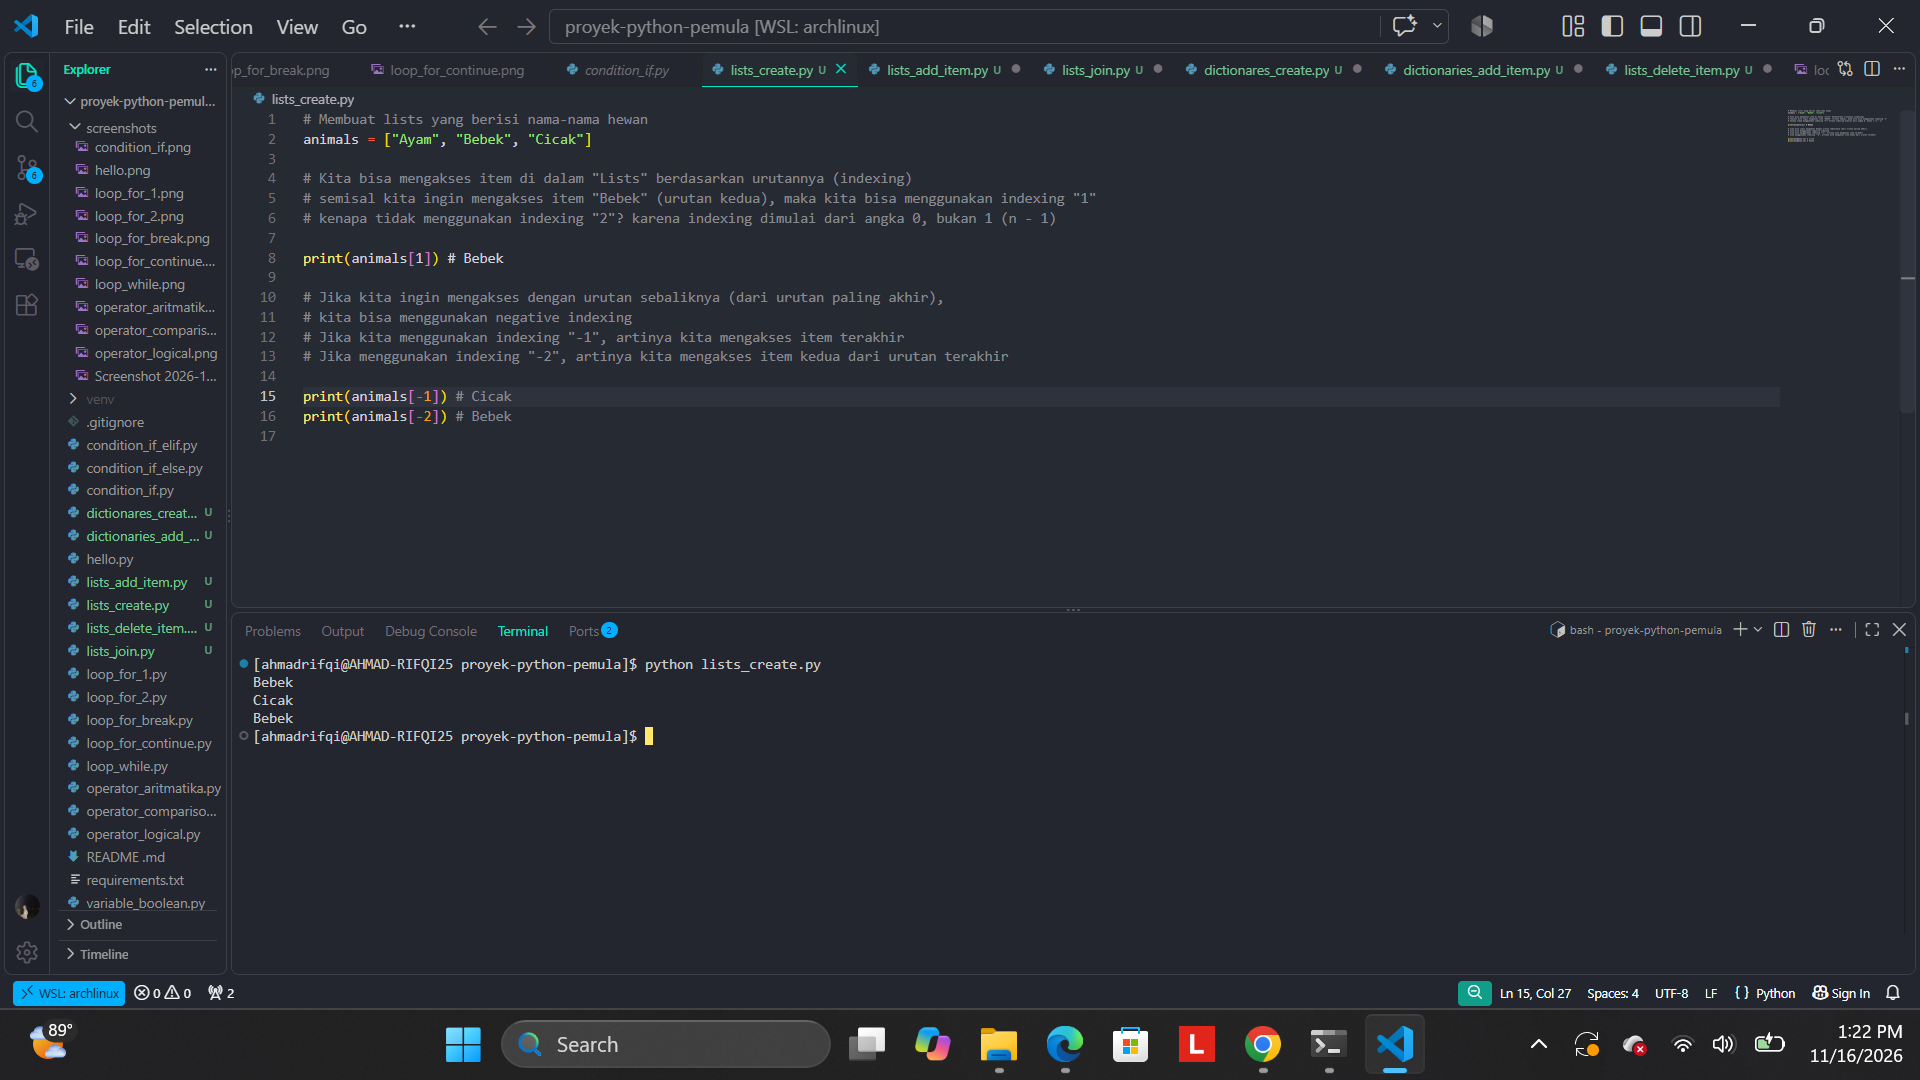 File Edit Selection View Go ···
proyek-python-pemula [WSL: archlinux]
Explorer
proyek-python-pemul...
screenshots
condition_if.png
hello.png
loop_for_1.png
loop_for_2.png
loop_for_break.png
loop_for_continue....
loop_while.png
operator_aritmatik...
operator_comparis...
operator_logical.png
Screenshot 2026-1...
venv
.gitignore
condition_if_elif.py
condition_if_else.py
condition_if.py
dictionares_creat... U
dictionaries_add_... U
hello.py
lists_add_item.py U
lists_create.py U
lists_delete_item.... U
lists_join.py U
loop_for_1.py
loop_for_2.py
loop_for_break.py
loop_for_continue.py
loop_while.py
operator_aritmatika.py
operator_compariso...
operator_logical.py
README .md
requirements.txt
variable_boolean.py
Outline
Timeline
6
6
op_for_break.png loop_for_continue.png condition_if.py lists_create.py U lists_add_item.py U lists_join.py U dictionares_create.py U dictionaries_add_item.py U lists_delete_item.py U loc
lists_create.py
1 # Membuat lists yang berisi nama-nama hewan
2 animals = ["Ayam", "Bebek", "Cicak"]
3
4 # Kita bisa mengakses item di dalam "Lists" berdasarkan urutannya (indexing)
5 # semisal kita ingin mengakses item "Bebek" (urutan kedua), maka kita bisa menggunakan indexing "1"
6 # kenapa tidak menggunakan indexing "2"? karena indexing dimulai dari angka 0, bukan 1 (n - 1)
7
8 print(animals[1]) # Bebek
9
10 # Jika kita ingin mengakses dengan urutan sebaliknya (dari urutan paling akhir),
11 # kita bisa menggunakan negative indexing
12 # Jika kita menggunakan indexing "-1", artinya kita mengakses item terakhir
13 # Jika menggunakan indexing "-2", artinya kita mengakses item kedua dari urutan terakhir
14
15 print(animals[-1]) # Cicak
16 print(animals[-2]) # Bebek
17
Problems Output Debug Console Terminal Ports 2
bash - proyek-python-pemula
[ahmadrifqi@AHMAD-RIFQI25 proyek-python-pemula]$ python lists_create.py
Bebek
Cicak
Bebek
[ahmadrifqi@AHMAD-RIFQI25 proyek-python-pemula]$
WSL: archlinux 0 0 2
Ln 15, Col 27 Spaces: 4 UTF-8 LF { } Python Sign In
89°
Search
L
1:22 PM
11/16/2026